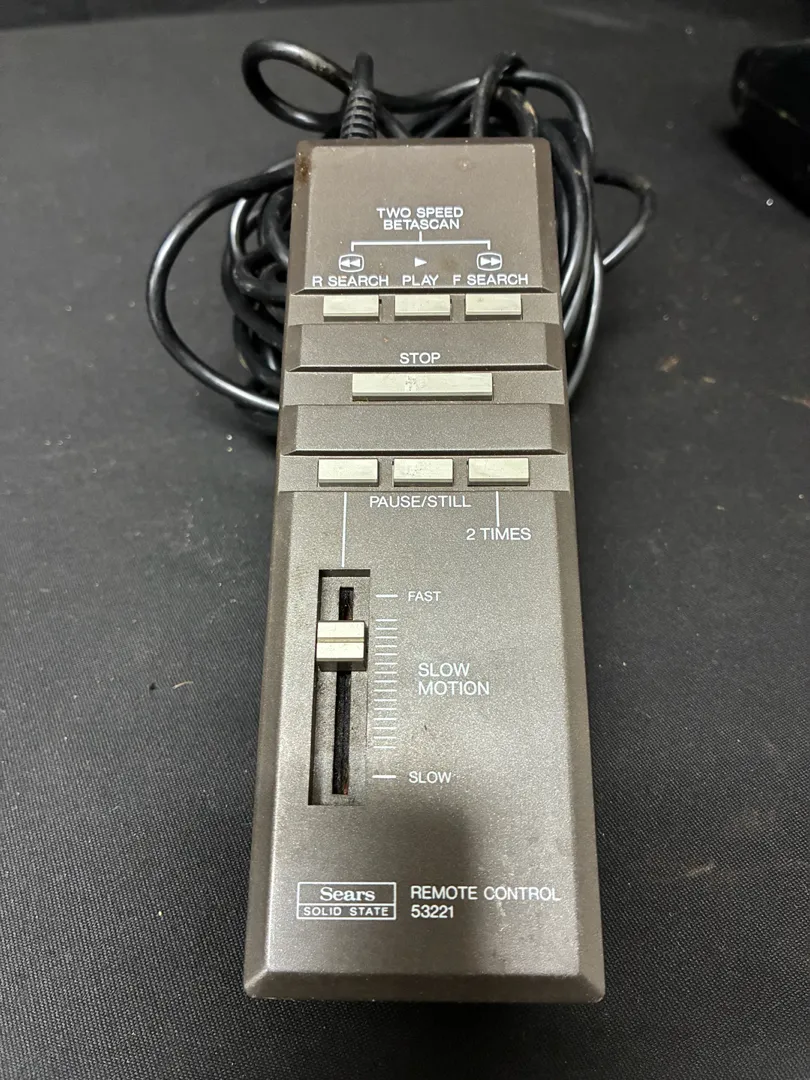 TWO SPEED
BETASCAN
R SEARCH PLAY F SEARCH
STOP
PAUSE/STILL
2 TIMES
FAST
SLOW
MOTION
SLOW
Sears
SOLID STATE
REMOTE CONTROL
53221